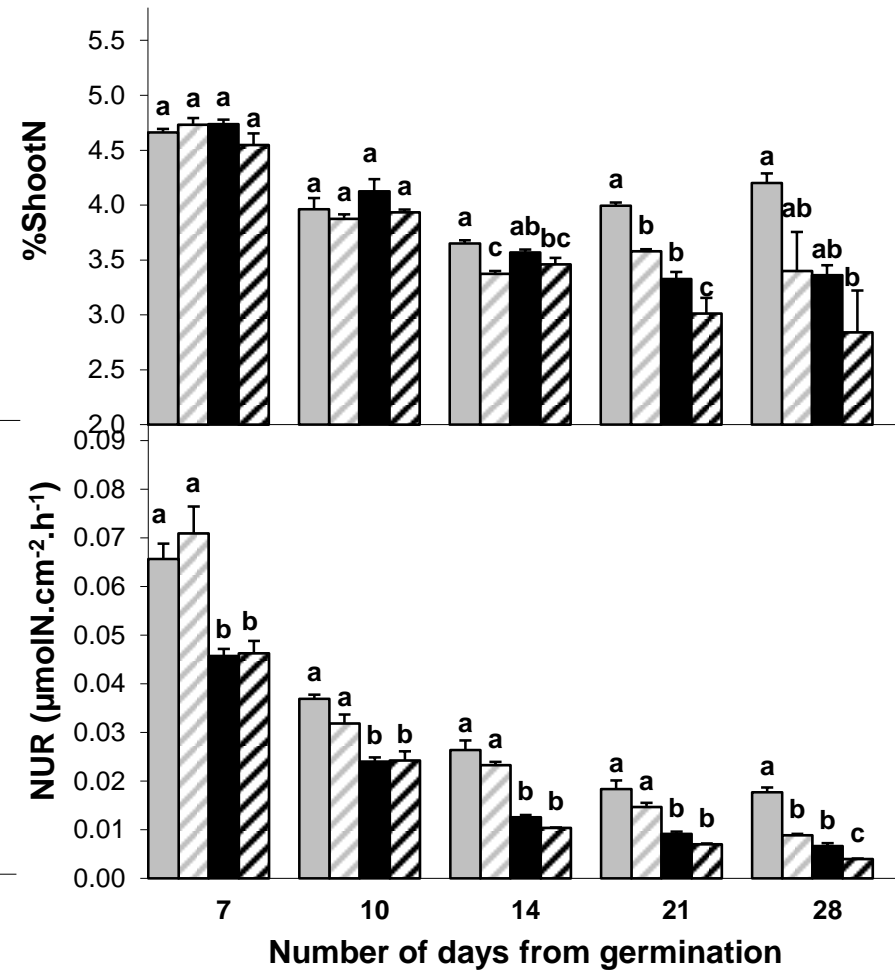 5.5
5.0
4.5
4.0
3.5
3.0
2.5
2.0
%ShootN
a a a a
a a a a
a c ab bc
a b b c
a ab ab b
0.09
0.08
0.07
0.06
0.05
0.04
0.03
0.02
0.01
0.00
NUR (µmolN.cm-2.h-1)
a a b b
a a b b
a a b b
a a b b
a b b c
7 10 14 21 28
Number of days from germination